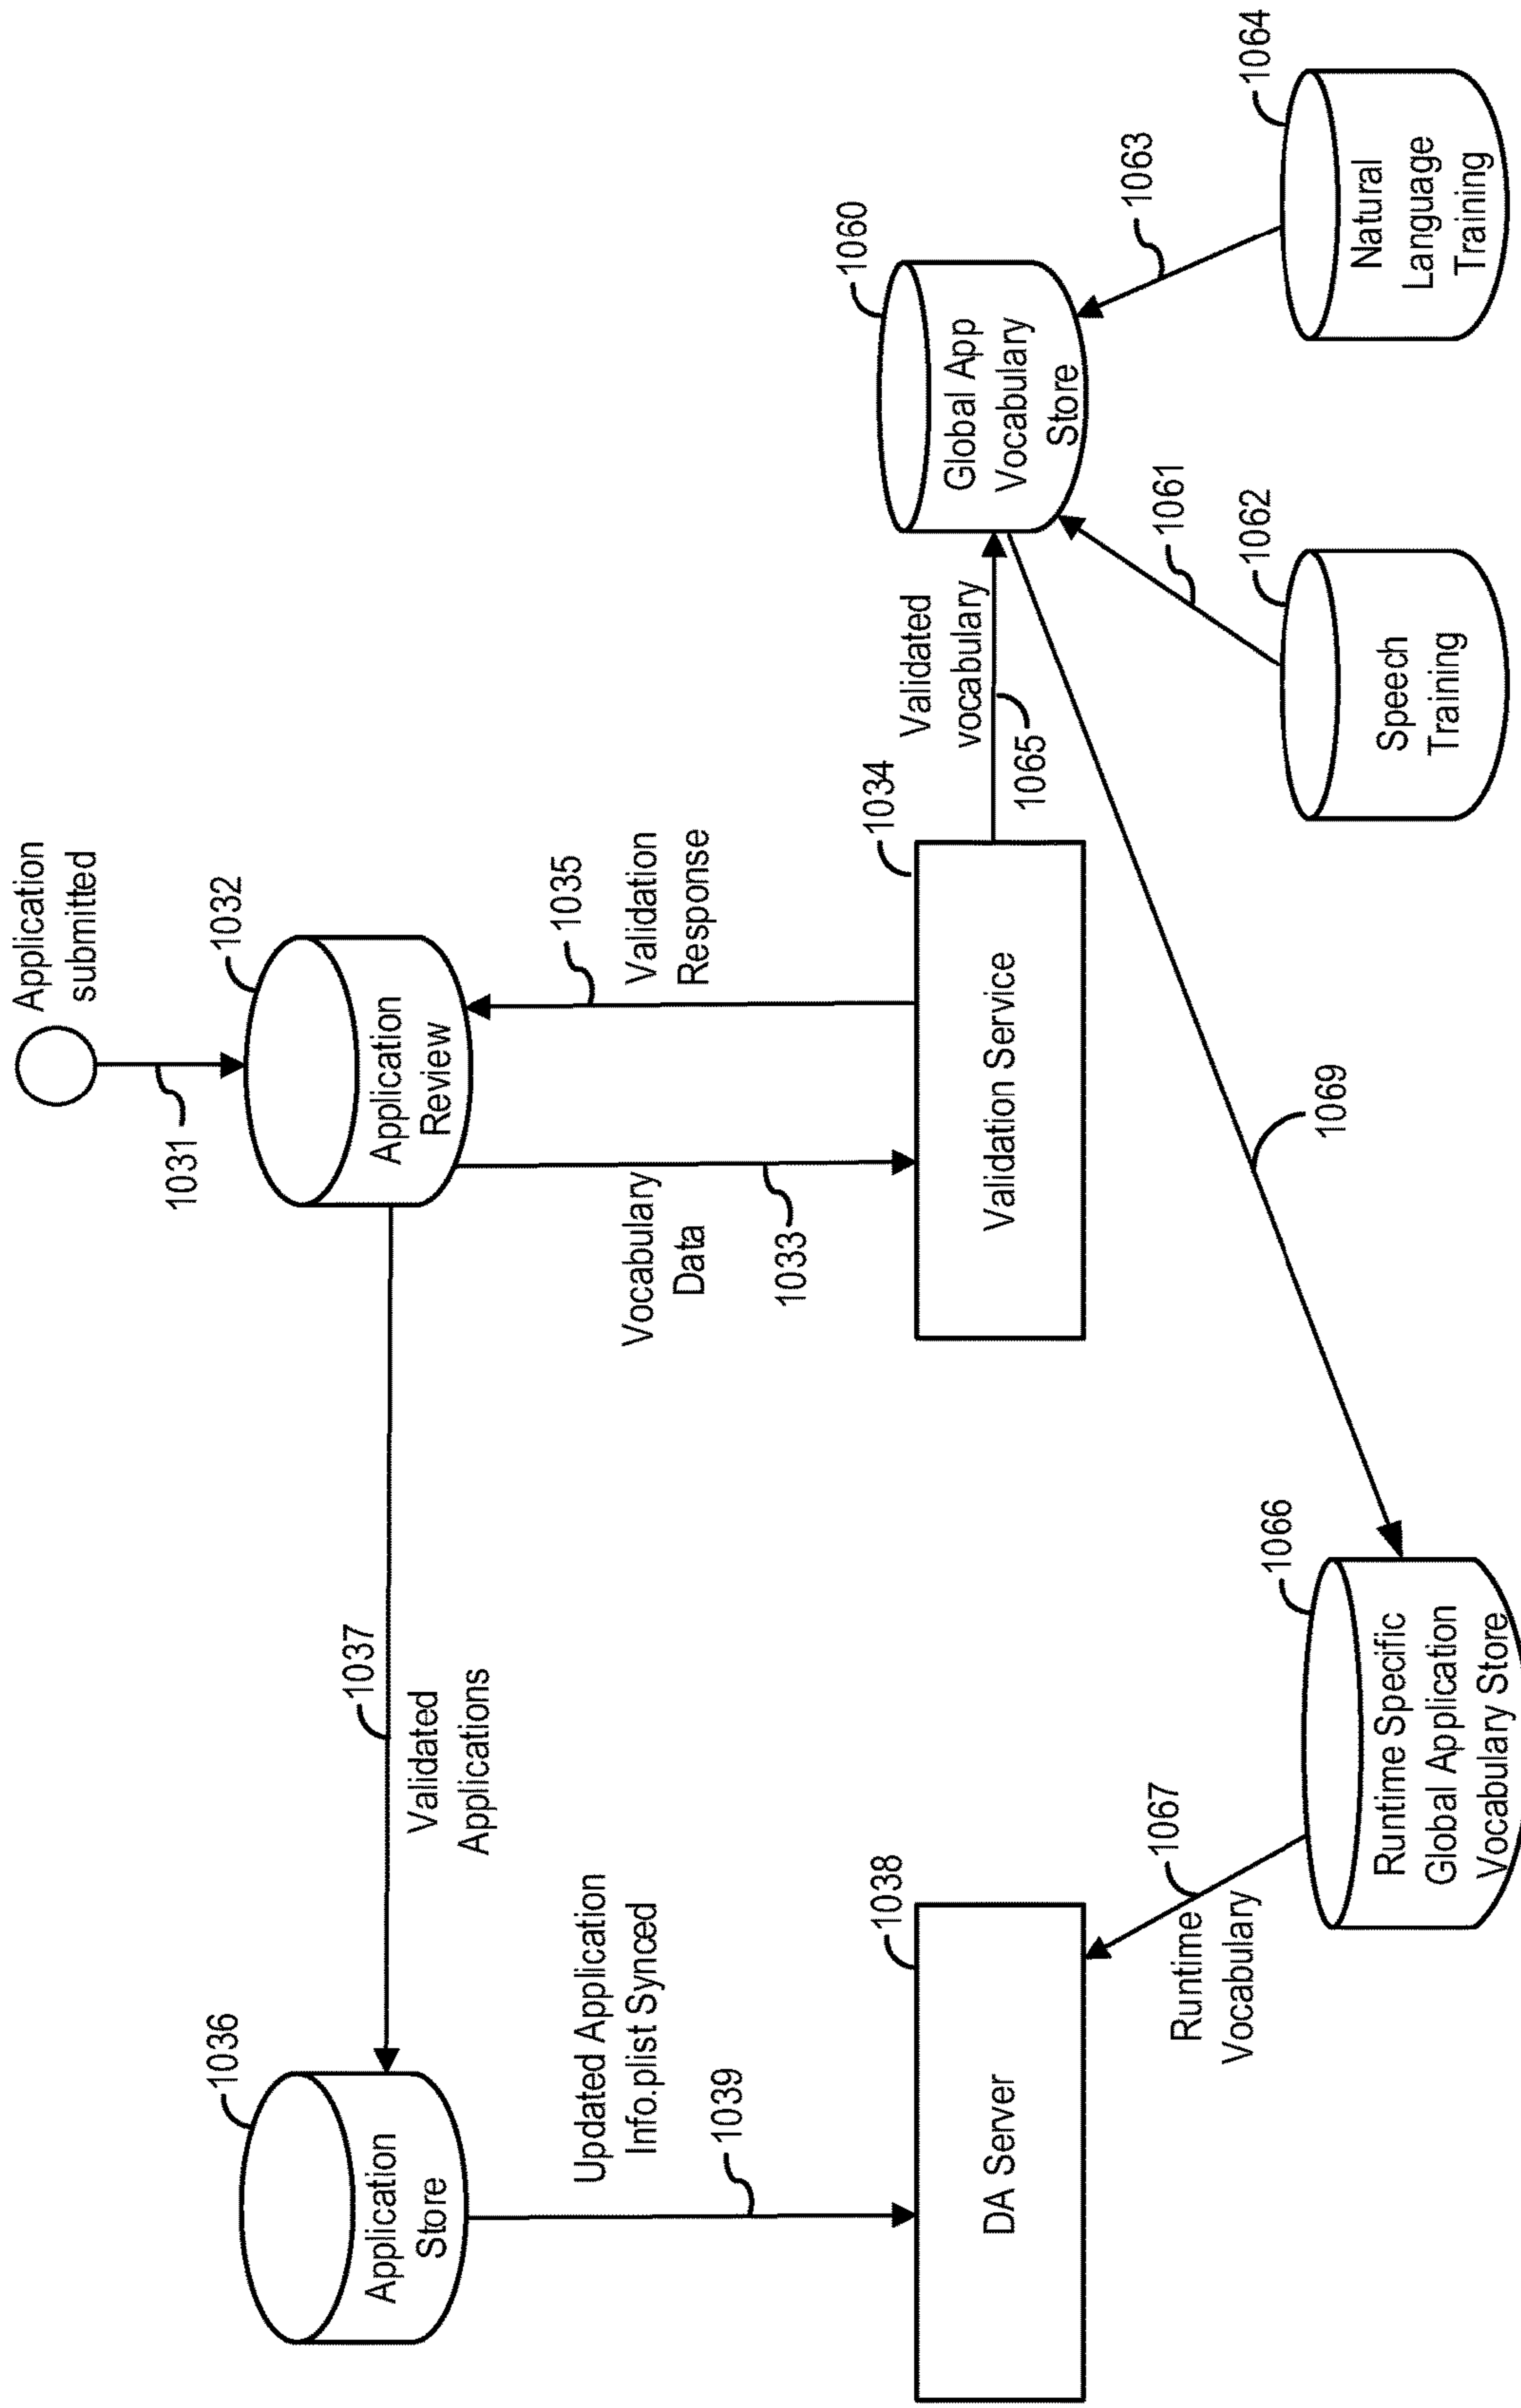 Application
submitted
1031
1032
Application
Review
1036
Application
Store
1037
Validated
Applications
Vocabulary
Data
1033
1035
Validation
Response
Updated Application
Info.plist Synced
1039
1038
DA Server
1034
Validation Service
Validated
vocabulary
1065
1060
Global App
Vocabulary
Store
1067
Runtime
Vocabulary
1069
1061
1063
1066
Runtime Specific
Global Application
Vocabulary Store
1062
Speech
Training
1064
Natural
Language
Training